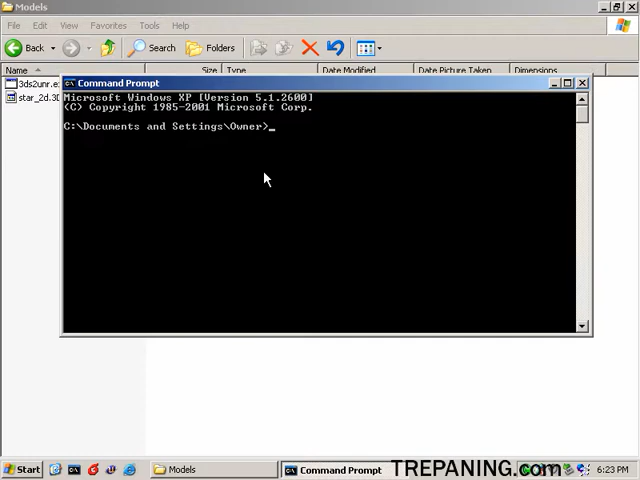 Models
File Edit View Favorites Tools Help
Back Search Folders
Name Size Type Date Modified Date Picture Taken Dimensions
3ds2unr.ex
star_2d.3D
Command Prompt
Microsoft Windows XP [Version 5.1.2600]
(C) Copyright 1985-2001 Microsoft Corp.
C:\Documents and Settings\Owner>_
Start Models Command Prompt TREPANING.com 6:23 PM